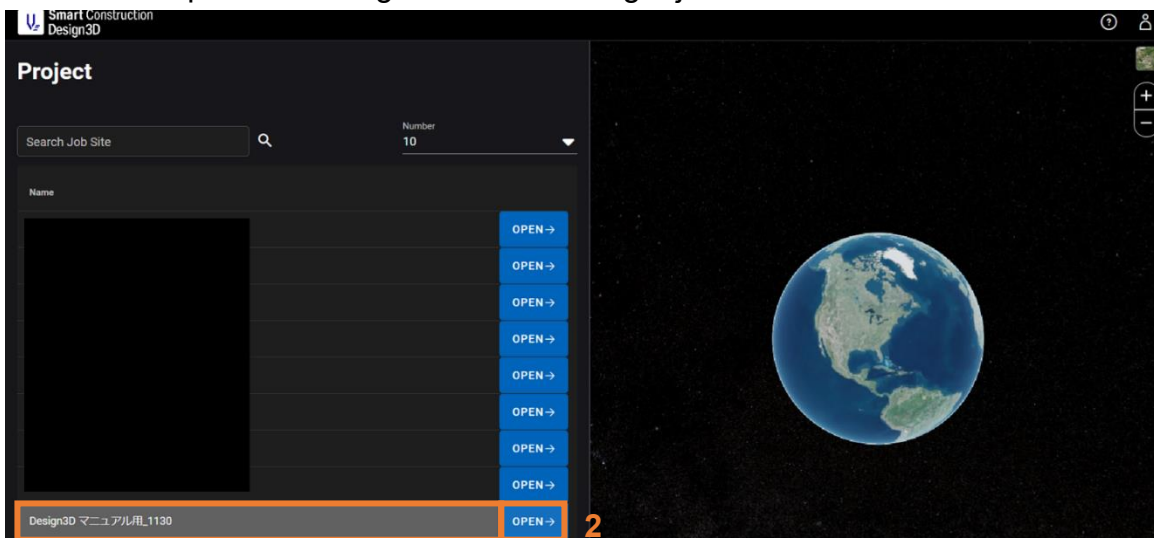 Smart Construction
Design3D
Project
Search Job Site
Number
10
Name
OPEN→
OPEN→
OPEN→
OPEN→
OPEN→
OPEN→
OPEN→
OPEN→
Design3D マニュアル用_1130
OPEN→
2